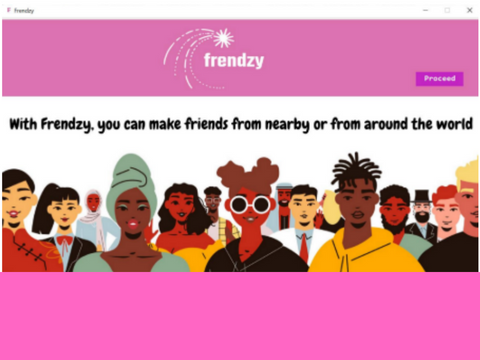 frendzy
frendzy
Proceed
With Frendzy, you can make friends from nearby or from around the world